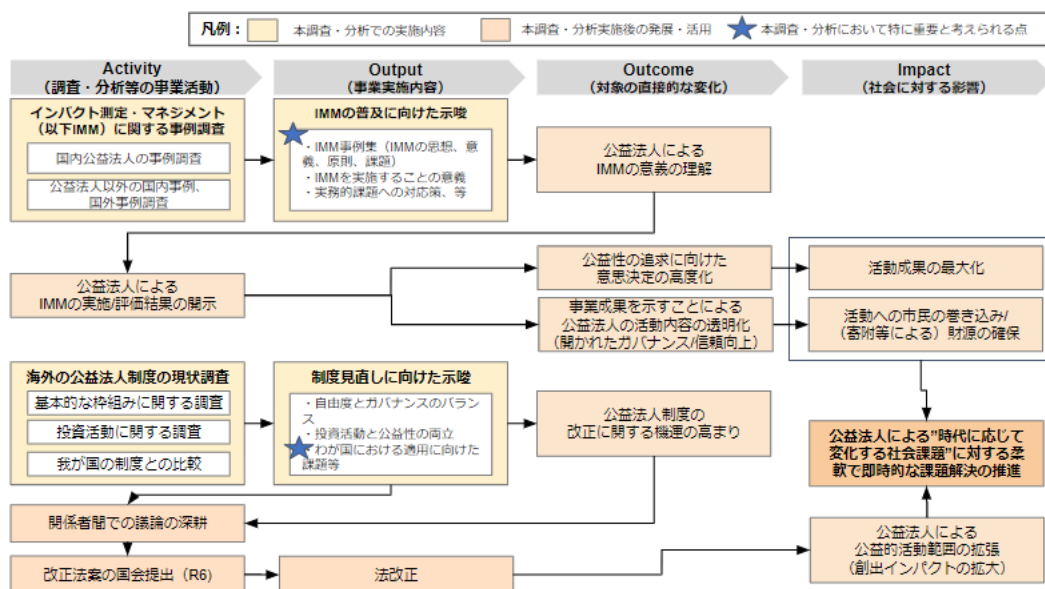 凡例：
本調査・分析での実施内容
本調査・分析実施後の発展・活用
本調査・分析において特に重要と考えられる点
Activity
（調査・分析等の事業活動）
Output
（事業実施内容）
Outcome
（対象の直接的な変化）
Impact
（社会に対する影響）
インパクト測定・マネジメント
（以下IMM）に関する事例調査
国内公益法人の事例調査
公益法人以外の国内事例、
国外事例調査
IMMの普及に向けた示唆
・IMM事例集（IMMの思想、意
義、原則、課題）
・IMMを実施することの意義
・実務的課題への対応策、等
公益法人による
IMMの意義の理解
公益法人による
IMMの実施/評価結果の開示
公益性の追求に向けた
意思決定の高度化
活動成果の最大化
事業成果を示すことによる
公益法人の活動内容の透明化
（開かれたガバナンス/信頼向上）
活動への市民の巻き込み/
（寄附等による）財源の確保
海外の公益法人制度の現状調査
基本的な枠組みに関する調査
投資活動に関する調査
我が国の制度との比較
制度見直しに向けた示唆
・自由度とガバナンスのバラン
ス
・投資活動と公益性の両立
わが国における適用に向けた
課題等
公益法人制度の
改正に関する機運の高まり
公益法人による”時代に応じて
変化する社会課題”に対する柔
軟で即時的な課題解決の推進
関係者間での議論の深耕
改正法案の国会提出（R6）
法改正
公益法人による
公益的活動範囲の拡張
（創出インパクトの拡大）